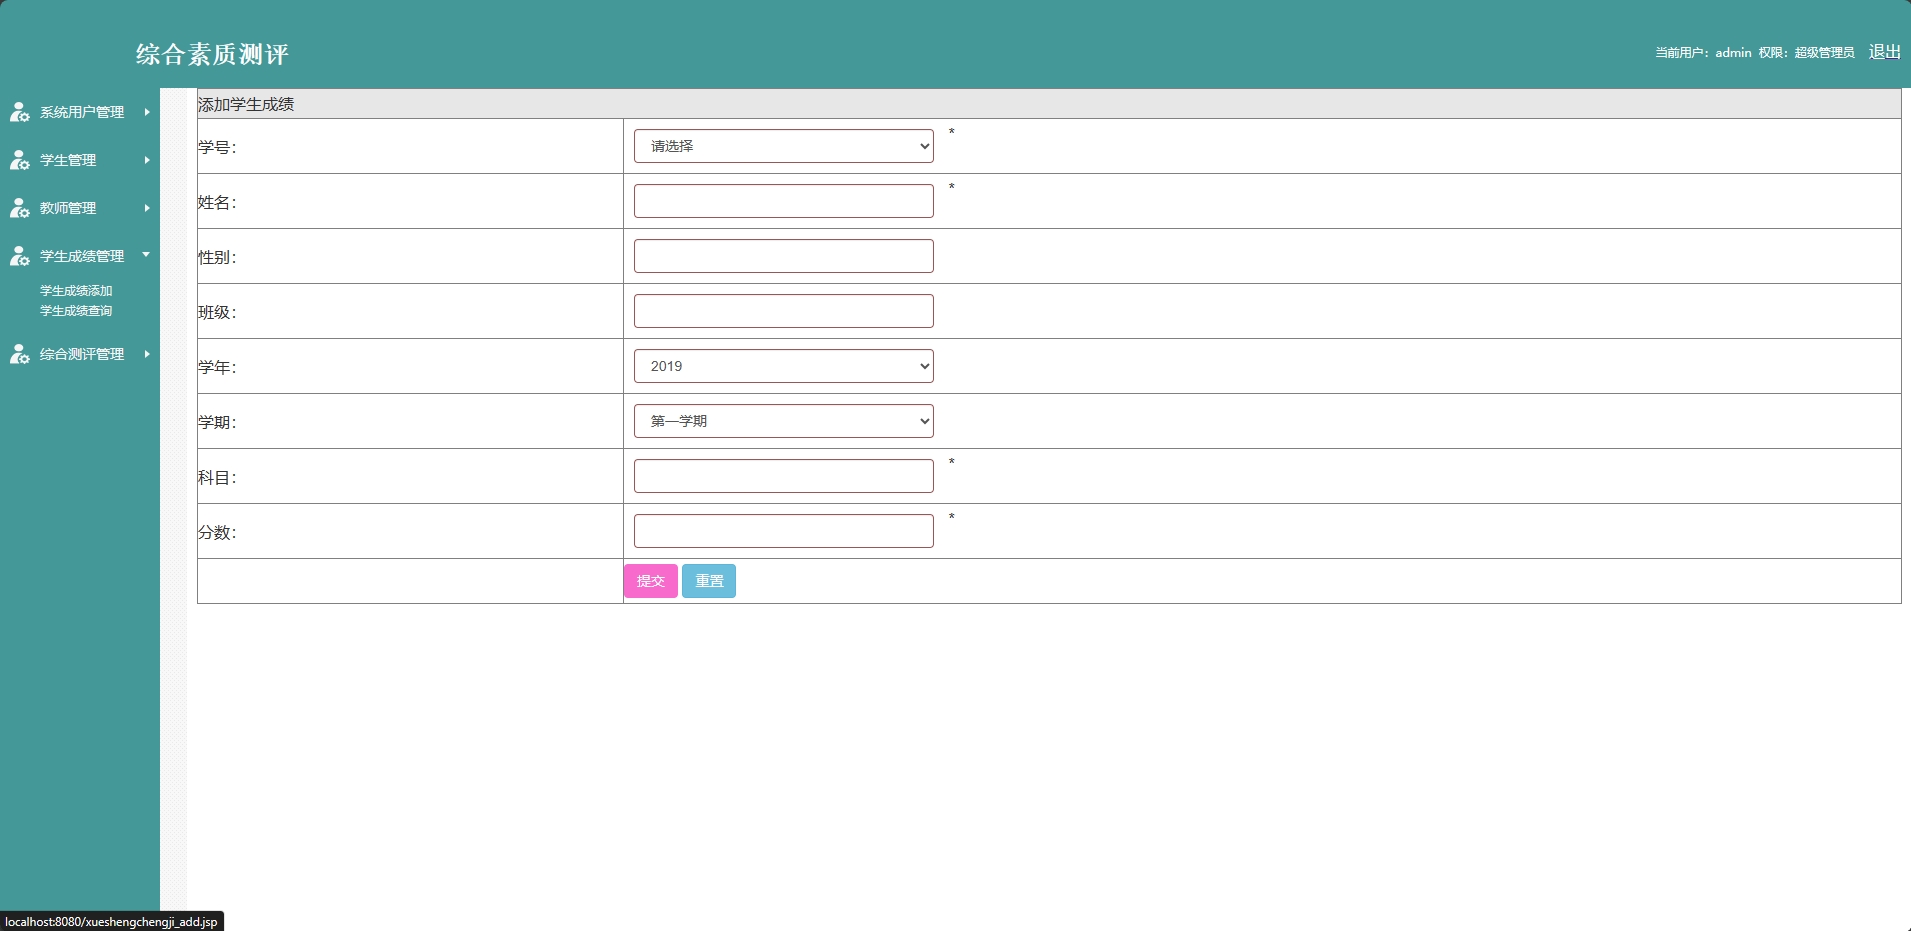 综合素质测评
当前用户：admin 权限：超级管理员 退出
系统用户管理
学生管理
教师管理
学生成绩管理
学生成绩添加
学生成绩查询
综合测评管理
添加学生成绩
学号： 请选择 *
姓名： *
性别：
班级：
学年： 2019
学期： 第一学期
科目： *
分数： *
提交 重置
localhost:8080/xueshengchengji_add.jsp